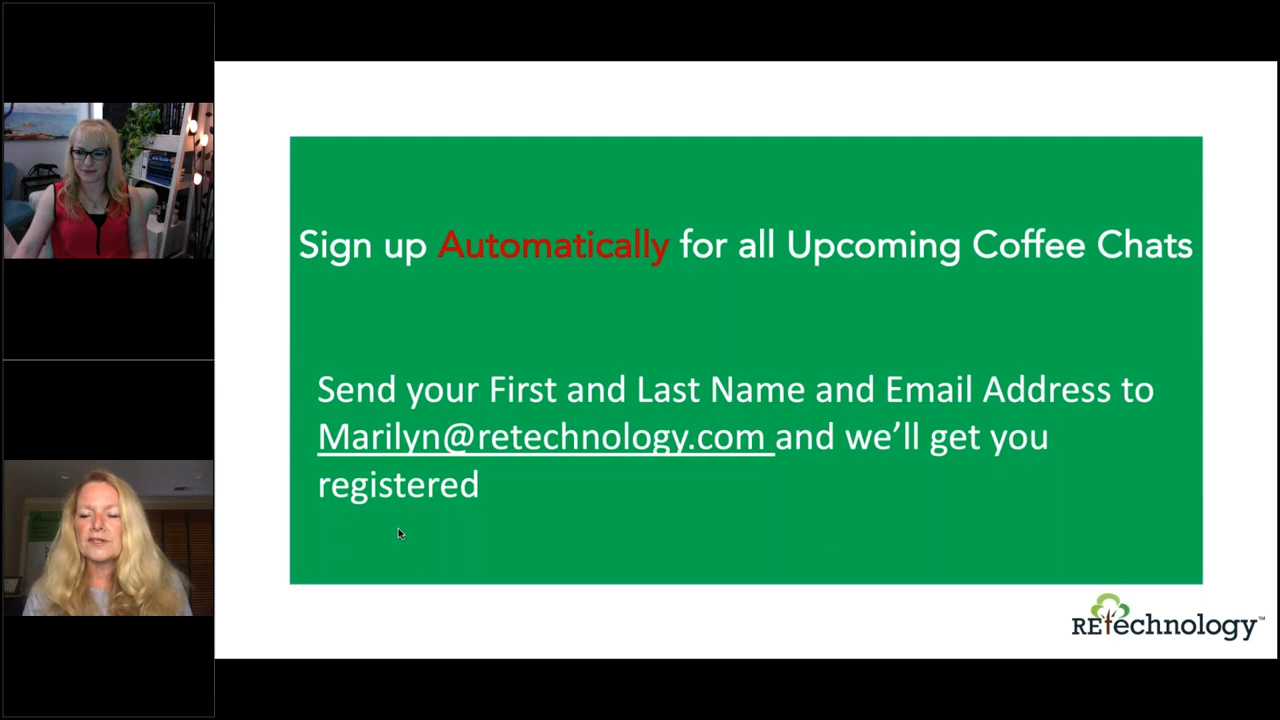 Sign up Automatically for all Upcoming Coffee Chats
Send your First and Last Name and Email Address to
Marilyn@retechnology.com and we’ll get you
registered
REtechnology™